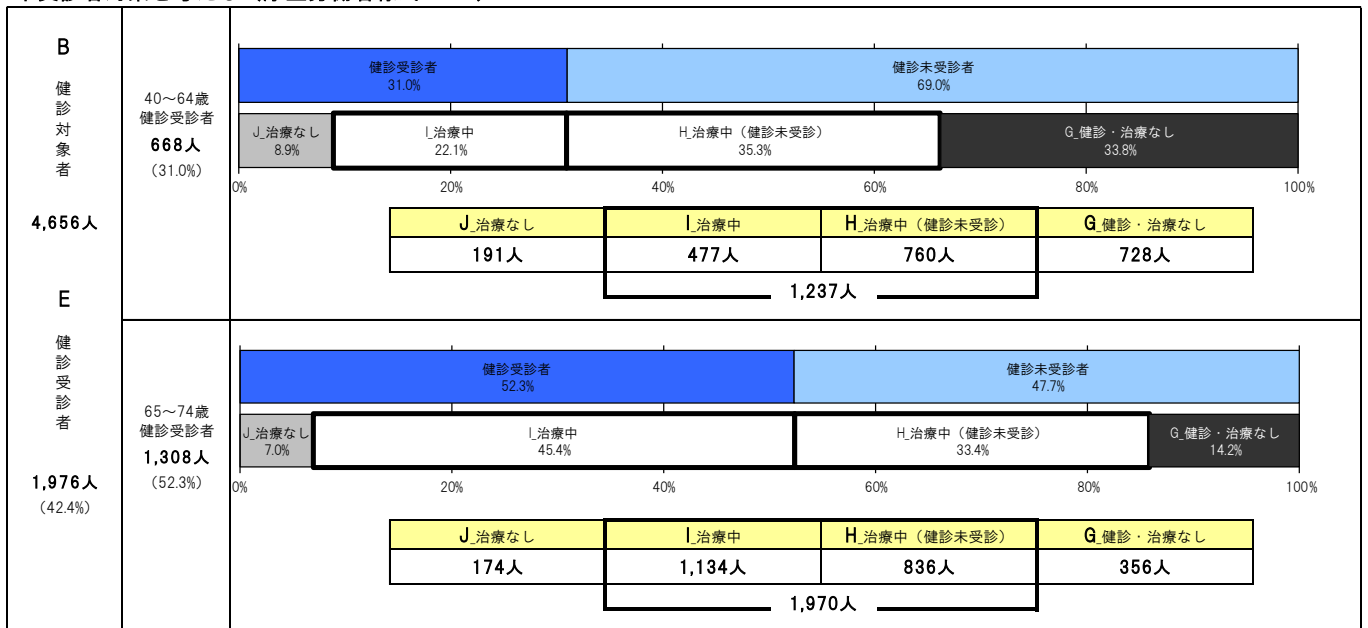 B
健診対象者
4,656人
E
健診受診者
1,976人
(42.4%)
40～64歳
健診受診者
668人
(31.0%)
健診受診者
31.0%
健診未受診者
69.0%
J_治療なし
8.9%
I_治療中
22.1%
H_治療中（健診未受診）
35.3%
G_健診・治療なし
33.8%
0% 20% 40% 60% 80% 100%
J_治療なし I_治療中 H_治療中（健診未受診） G_健診・治療なし
191人 477人 760人 728人
1,237人
65～74歳
健診受診者
1,308人
(52.3%)
健診受診者
52.3%
健診未受診者
47.7%
J_治療なし
7.0%
I_治療中
45.4%
H_治療中（健診未受診）
33.4%
G_健診・治療なし
14.2%
0% 20% 40% 60% 80% 100%
J_治療なし I_治療中 H_治療中（健診未受診） G_健診・治療なし
174人 1,134人 836人 356人
1,970人